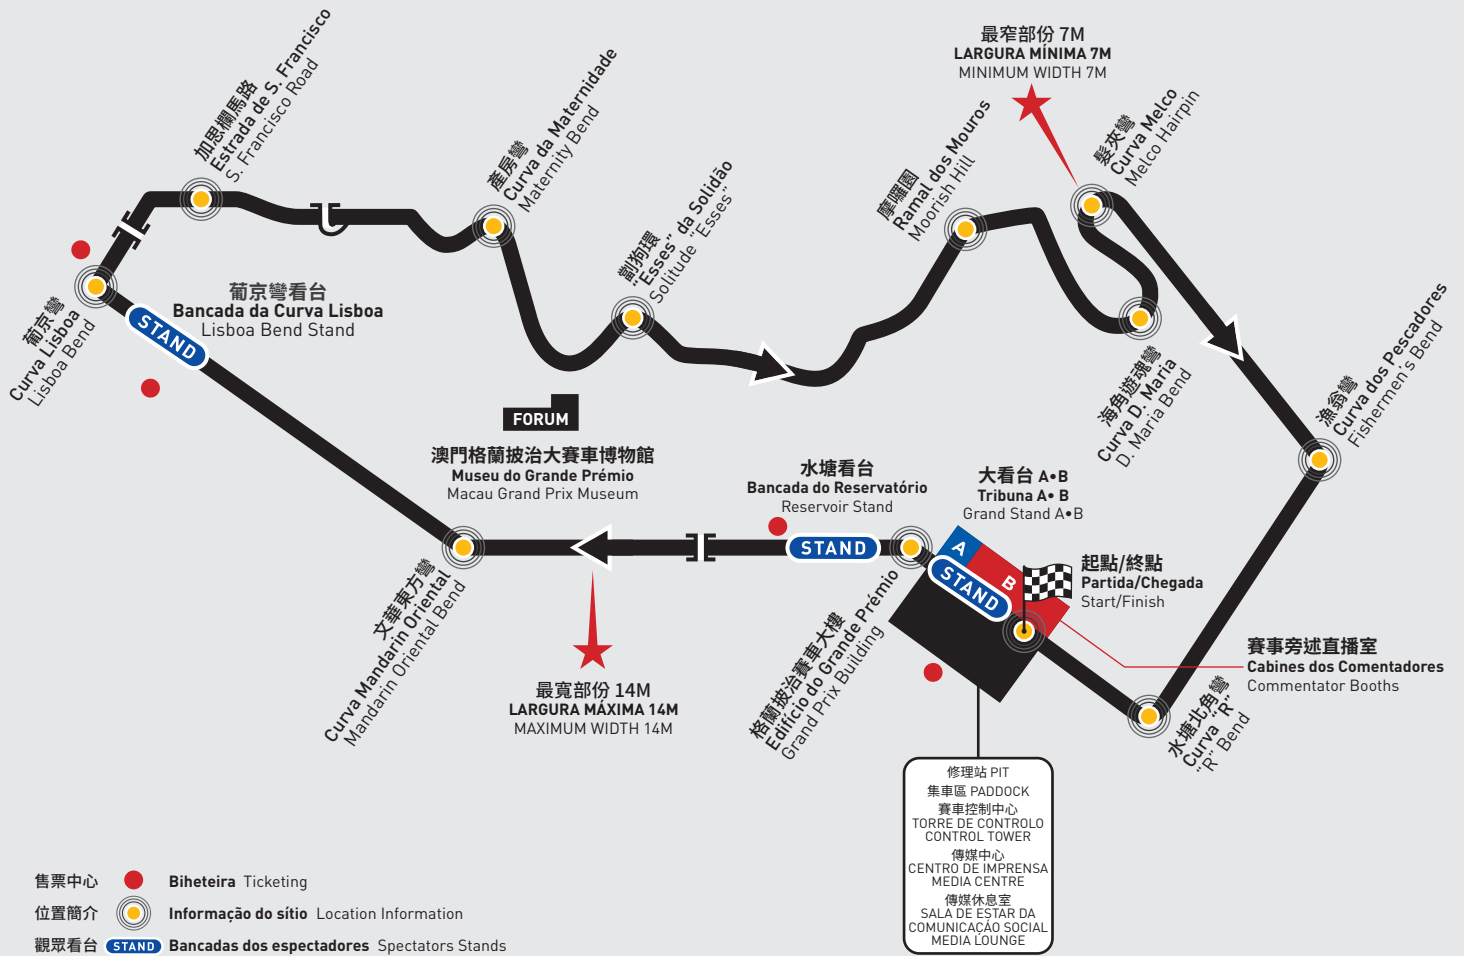 最窄部份 7M
LARGURA MÍNIMA 7M
MINIMUM WIDTH 7M
加思欄馬路
Estrada de S. Francisco
S. Francisco Road
產房彎
Curva da Maternidade
Maternity Bend
劏狗環
“Esses” da Solidão
Solitude “Esses”
摩囉園
Ramal dos Mouros
Moorish Hill
髮夾彎
Curva Melco
Melco Hairpin
葡京彎
Curva Lisboa
Lisboa Bend
STAND
葡京彎看台
Bancada da Curva Lisboa
Lisboa Bend Stand
海角遊魂彎
Curva D. Maria
D. Maria Bend
漁翁彎
Curva dos Pescadores
Fishermen's Bend
FORUM
澳門格蘭披治大賽車博物館
Museu do Grande Prémio
Macau Grand Prix Museum
水塘看台
Bancada do Reservatório
Reservoir Stand
STAND
大看台 A•B
Tribuna A• B
Grand Stand A•B
A
B
STAND
起點/終點
Partida/Chegada
Start/Finish
文華東方彎
Curva Mandarin Oriental
Mandarin Oriental Bend
最寬部份 14M
LARGURA MÁXIMA 14M
MAXIMUM WIDTH 14M
格蘭披治賽車大樓
Edifício do Grande Prémio
Grand Prix Building
賽事旁述直播室
Cabines dos Comentadores
Commentator Booths
水塘北角彎
Curva “R”
“R” Bend
修理站 PIT
集車區 PADDOCK
賽車控制中心
TORRE DE CONTROLO
CONTROL TOWER
傳媒中心
CENTRO DE IMPRENSA
MEDIA CENTRE
傳媒休息室
SALA DE ESTAR DA
COMUNICAÇÃO SOCIAL
MEDIA LOUNGE
售票中心 Biheteira Ticketing
位置簡介 Informação do sítio Location Information
觀眾看台 STAND Bancadas dos espectadores Spectators Stands